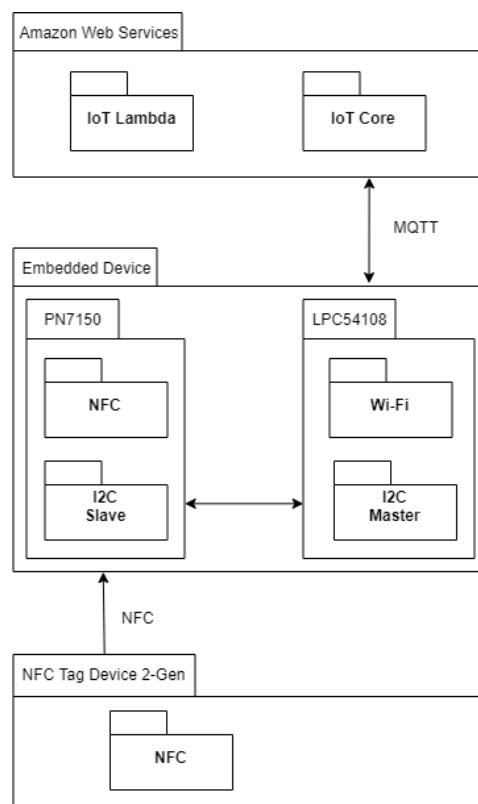 Amazon Web Services
IoT Lambda
IoT Core
MQTT
Embedded Device
PN7150
LPC54108
NFC
Wi-Fi
I2C
Slave
I2C
Master
NFC
NFC Tag Device 2-Gen
NFC